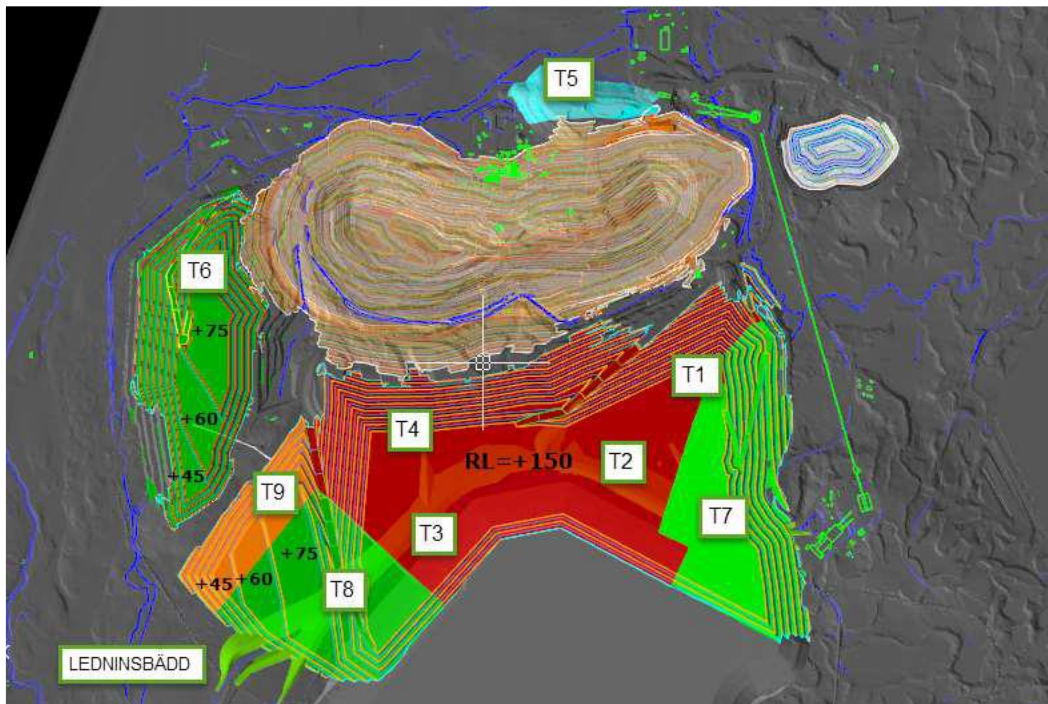 T5
T6
+75
T1
+60
T4
RL=+150
T2
+45
T9
T7
T3
+75
+45
+60
T8
LEDNINSBÄDD